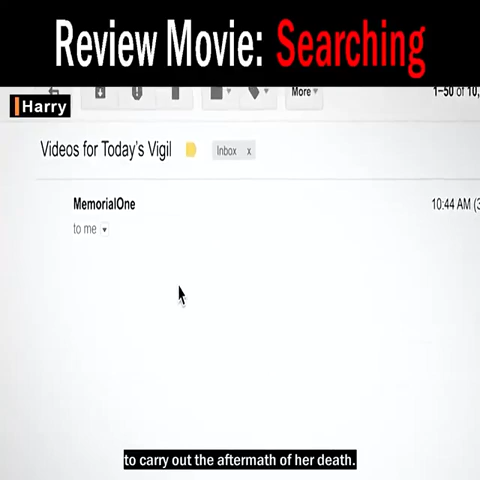 Review Movie: Searching
More
1–50 of 10,
Harry
Videos for Today's Vigil
Inbox x
MemorialOne
10:44 AM (3
to me
to carry out the aftermath of her death.